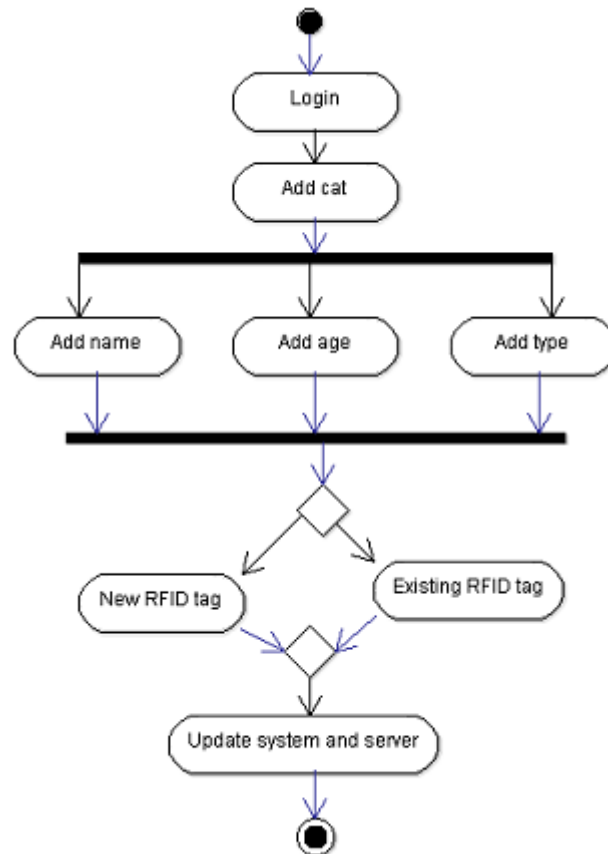 Login
Add cat
Add name
Add age
Add type
New RFID tag
Existing RFID tag
Update system and server